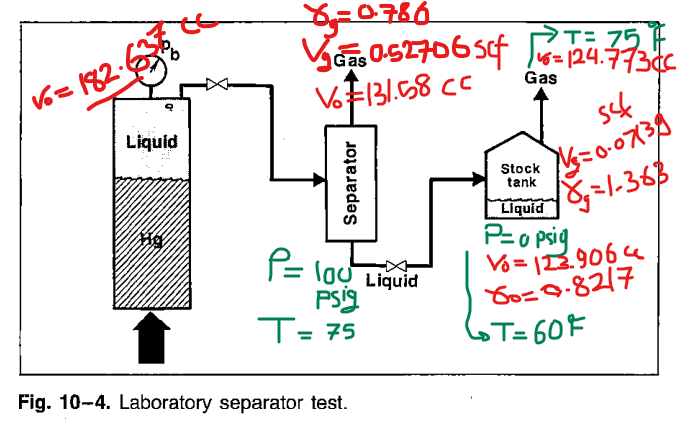 γg=0.786
Vg=0.52706 scf
Vo=131.58 cc
Vo=182.637 cc
Pb
→T=75°F
Vo=124.773cc
Gas
Gas
scf
Vg=0.0739
γg=1.363
Liquid
Hg
Separator
Stock
tank
Liquid
P=100
psig
T=75
Liquid
P=0 psig
Vo=123.906 cc
γo=0.8217
→T=60°F
Fig. 10–4. Laboratory separator test.